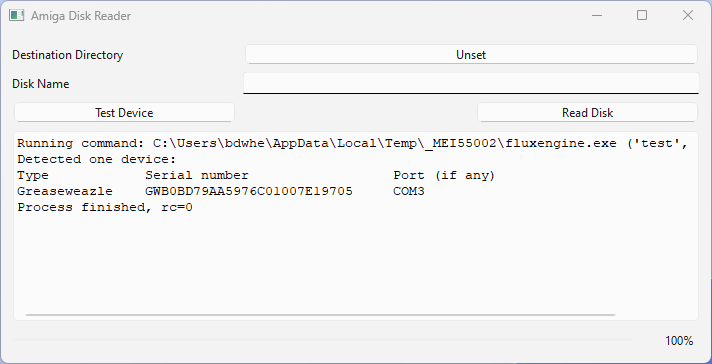 Amiga Disk Reader
Destination Directory Unset
Disk Name
Test Device Read Disk
Running command: C:\Users\bdwhe\AppData\Local\Temp\_MEI55002\fluxengine.exe ('test',
Detected one device:
Type Serial number Port (if any)
Greaseweazle GWB0BD79AA5976C01007E19705 COM3
Process finished, rc=0
100%